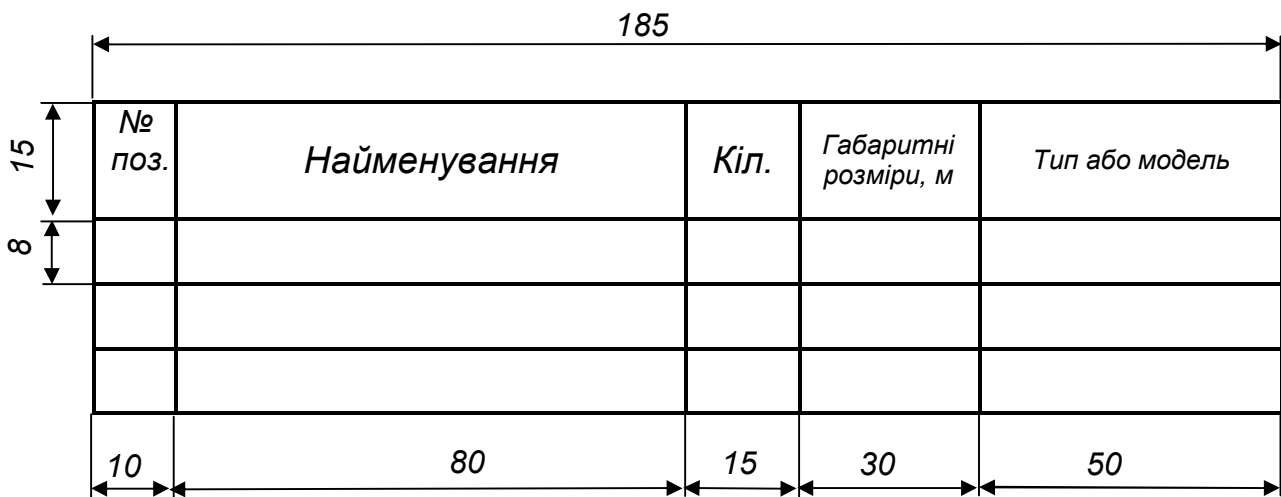 185
15
№
поз.
Найменування
Кіл.
Габаритні
розміри, м
Тип або модель
8
10
80
15
30
50